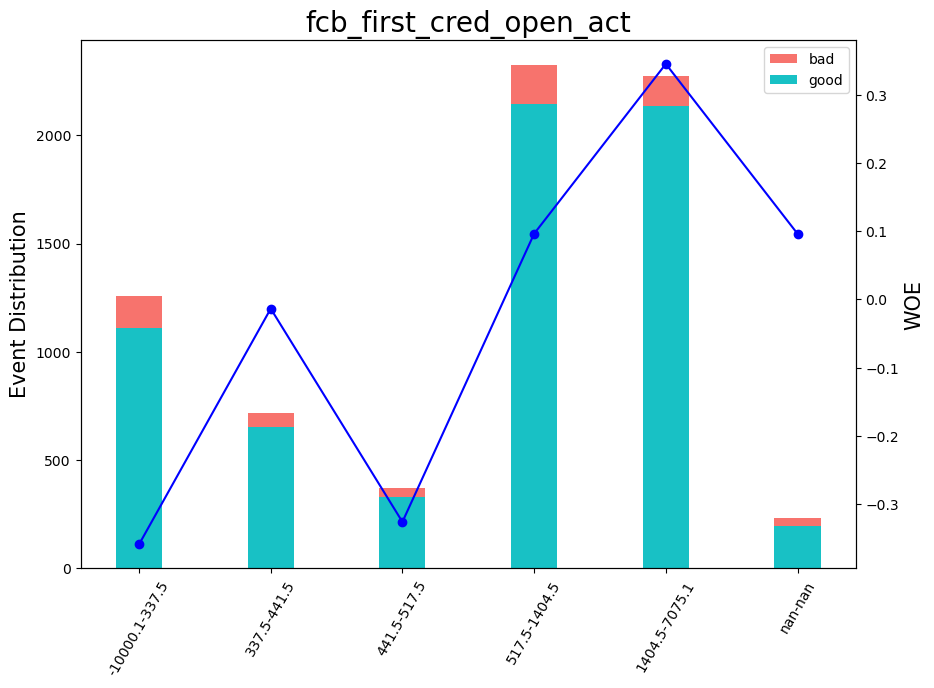 fcb_first_cred_open_act
bad
good
Event Distribution
2000
1500
1000
500
0
WOE
0.3
0.2
0.1
0.0
−0.1
−0.2
−0.3
-10000.1-337.5
337.5-441.5
441.5-517.5
517.5-1404.5
1404.5-7075.1
nan-nan